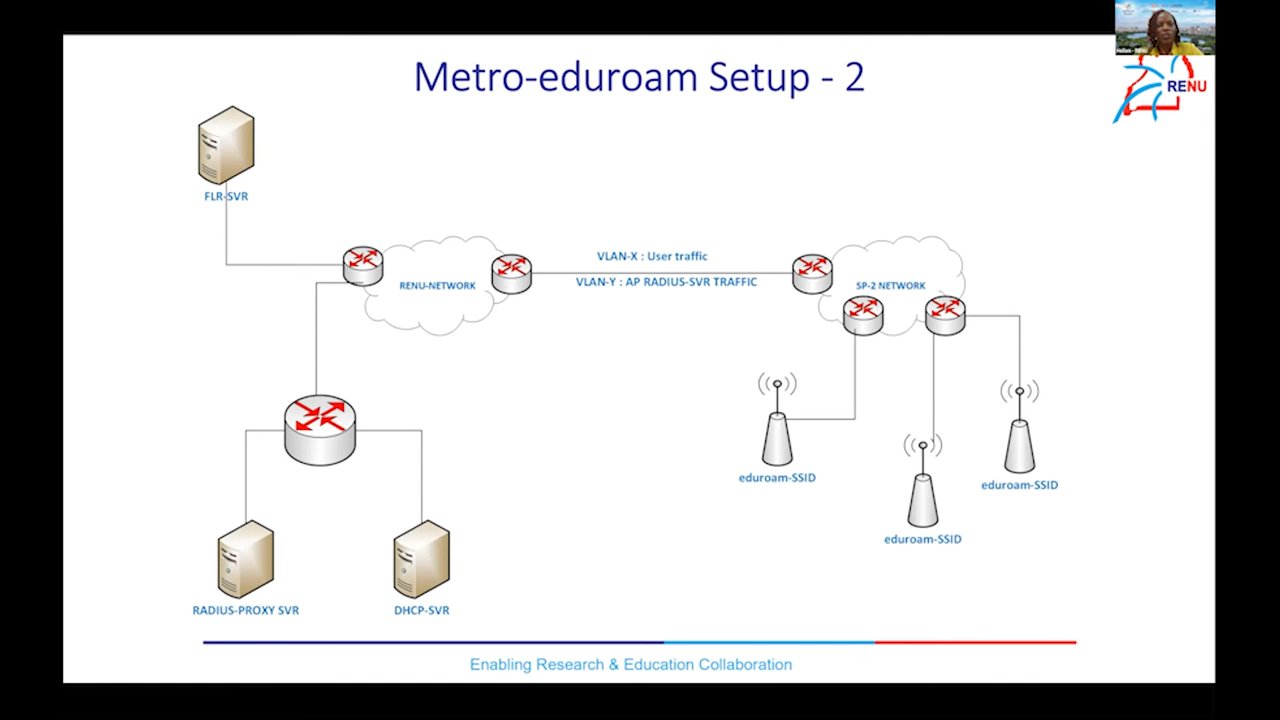 Metro-eduroam Setup - 2
RENU
FLR-SVR
VLAN-X : User traffic
VLAN-Y : AP RADIUS-SVR TRAFFIC
RENU-NETWORK
SP-2 NETWORK
eduroam-SSID
eduroam-SSID
eduroam-SSID
RADIUS-PROXY SVR
DHCP-SVR
Enabling Research & Education Collaboration